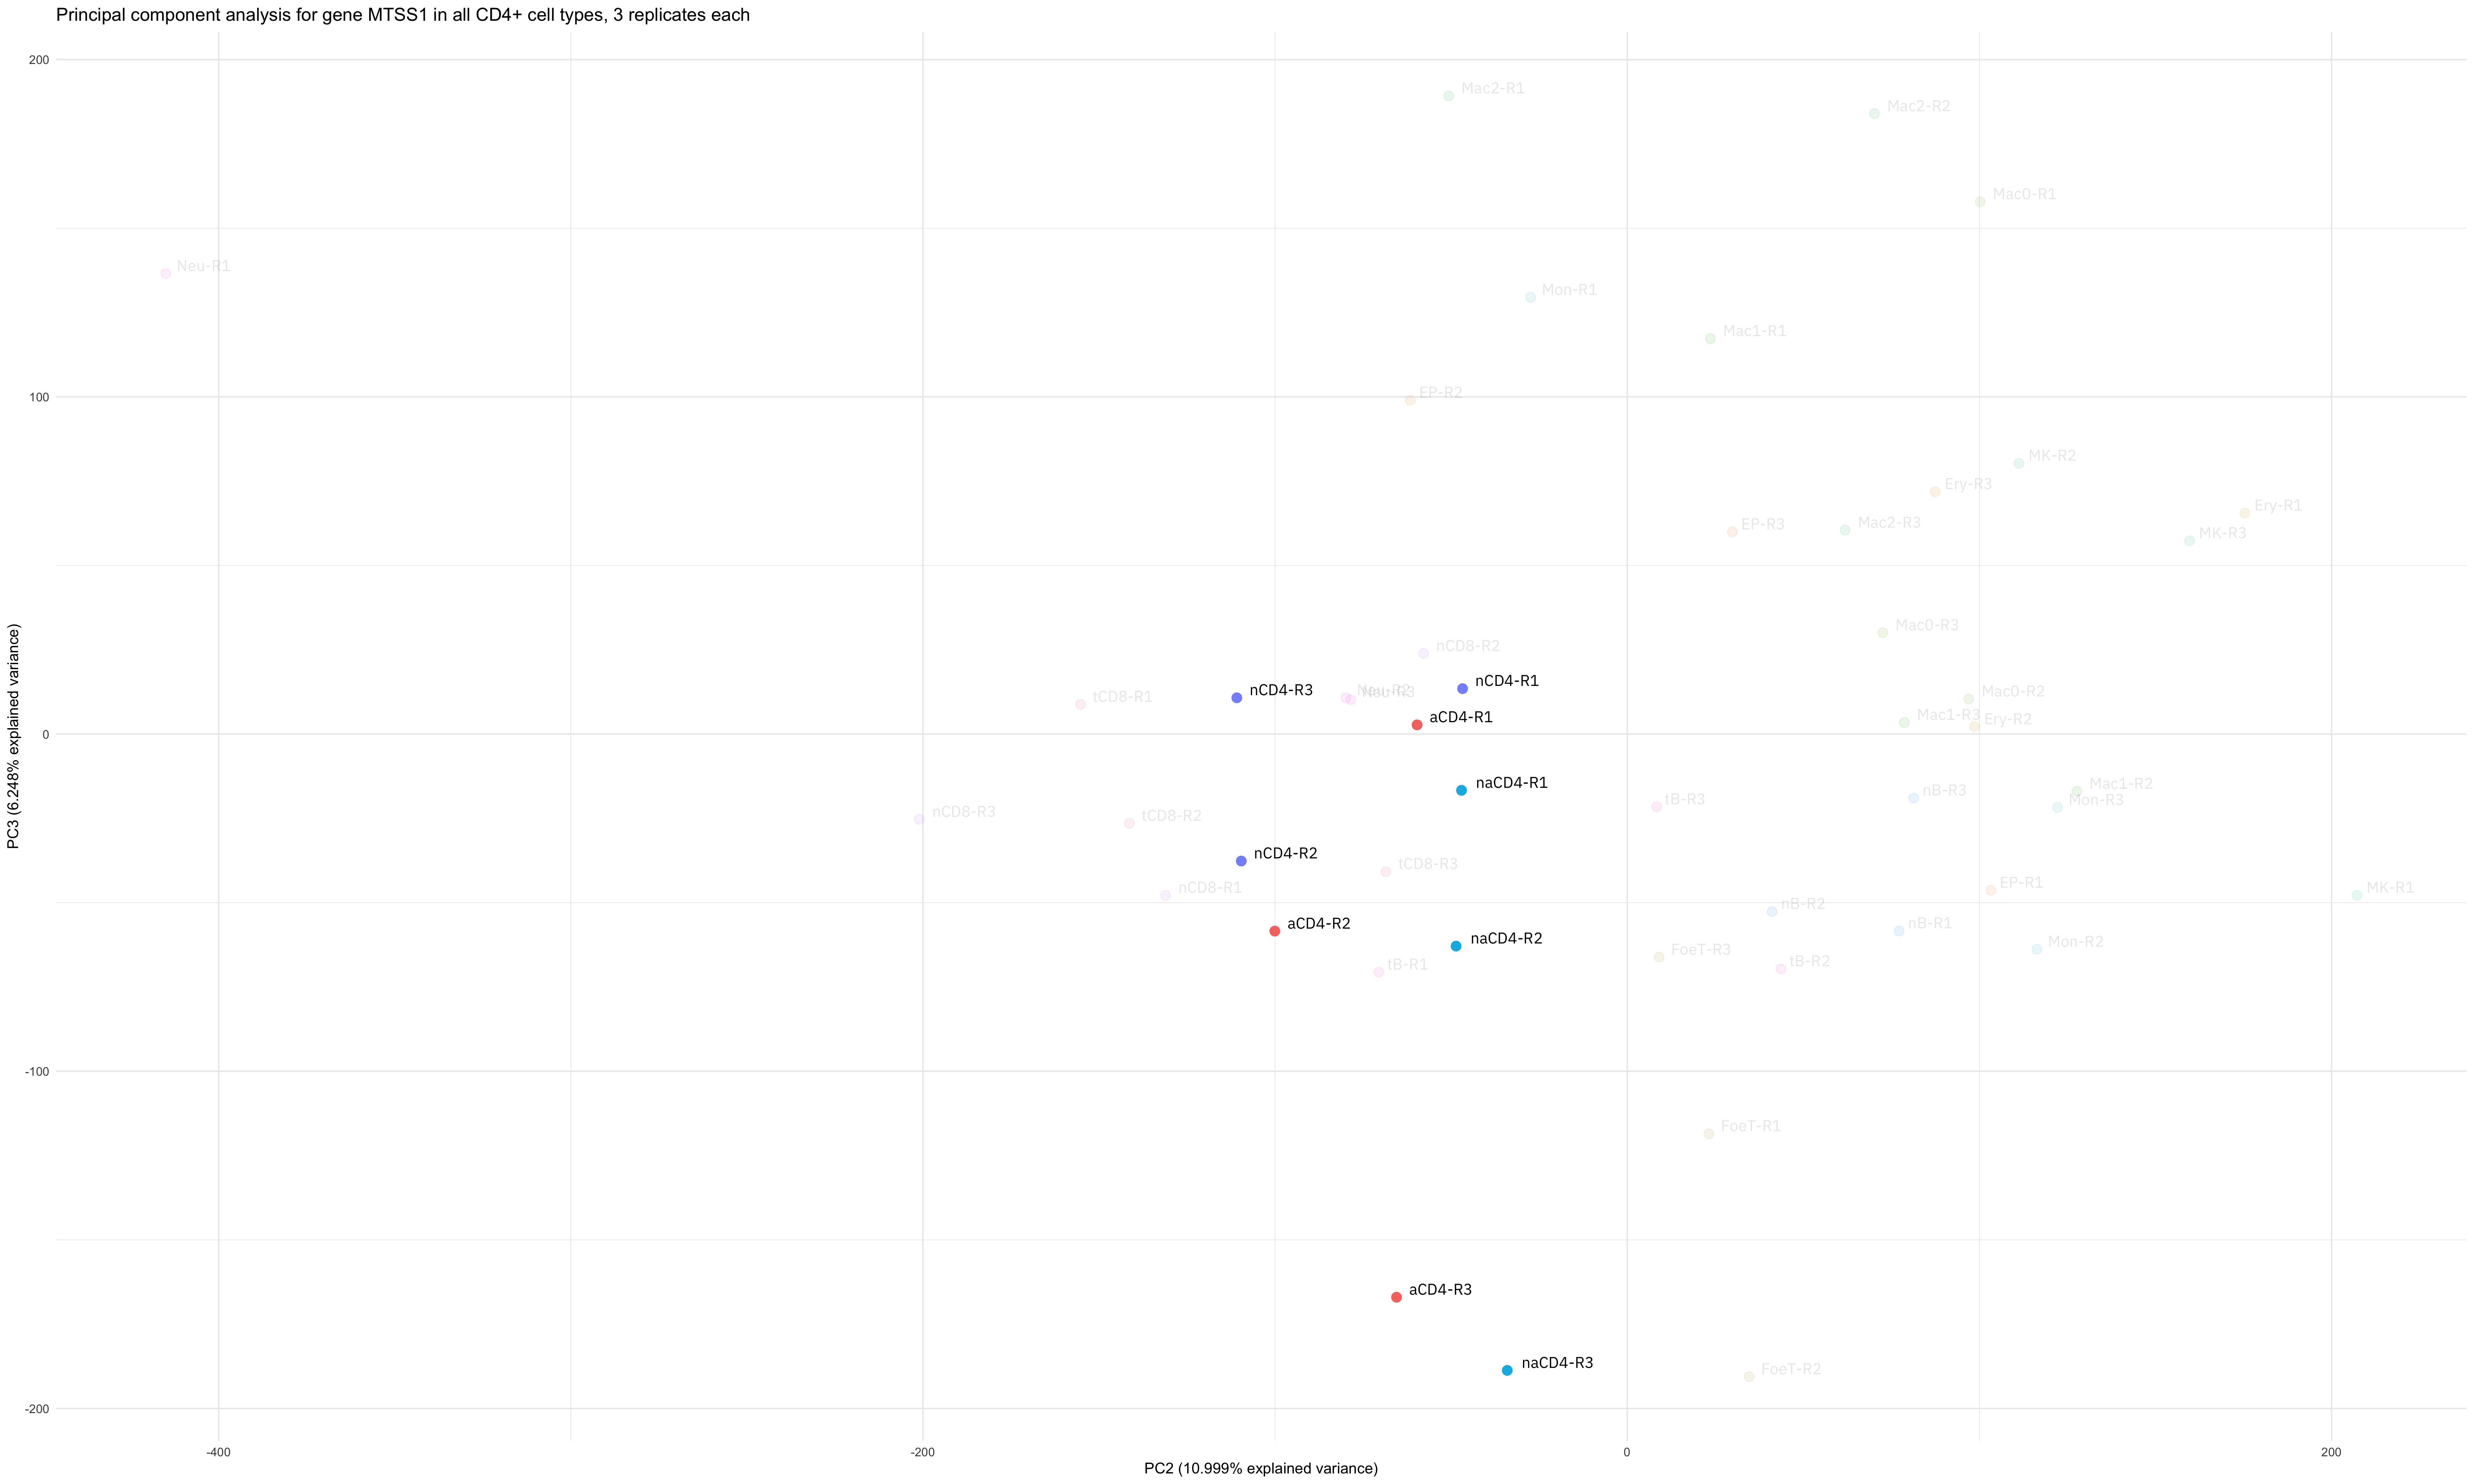 Principal component analysis for gene MTSS1 in all CD4+ cell types, 3 replicates each
200
Mac2-R1
Mac2-R2
Mac0-R1
Neu-R1
Mon-R1
Mac1-R1
100
EP-R2
MK-R2
Ery-R3
Ery-R1
EP-R3
Mac2-R3
MK-R3
PC3 (6.248% explained variance)
Mac0-R3
nCD8-R2
nCD4-R1
nCD4-R3
Neu-R2
Neu-R3
tCD8-R1
Mac0-R2
aCD4-R1
Mac1-R3
Ery-R2
0
naCD4-R1
Mac1-R2
nB-R3
tB-R3
Mon-R3
nCD8-R3
tCD8-R2
nCD4-R2
tCD8-R3
nCD8-R1
EP-R1
MK-R1
nB-R2
aCD4-R2
nB-R1
naCD4-R2
Mon-R2
FoeT-R3
tB-R1
tB-R2
-100
FoeT-R1
aCD4-R3
naCD4-R3
FoeT-R2
-200
-400
-200
0
200
PC2 (10.999% explained variance)